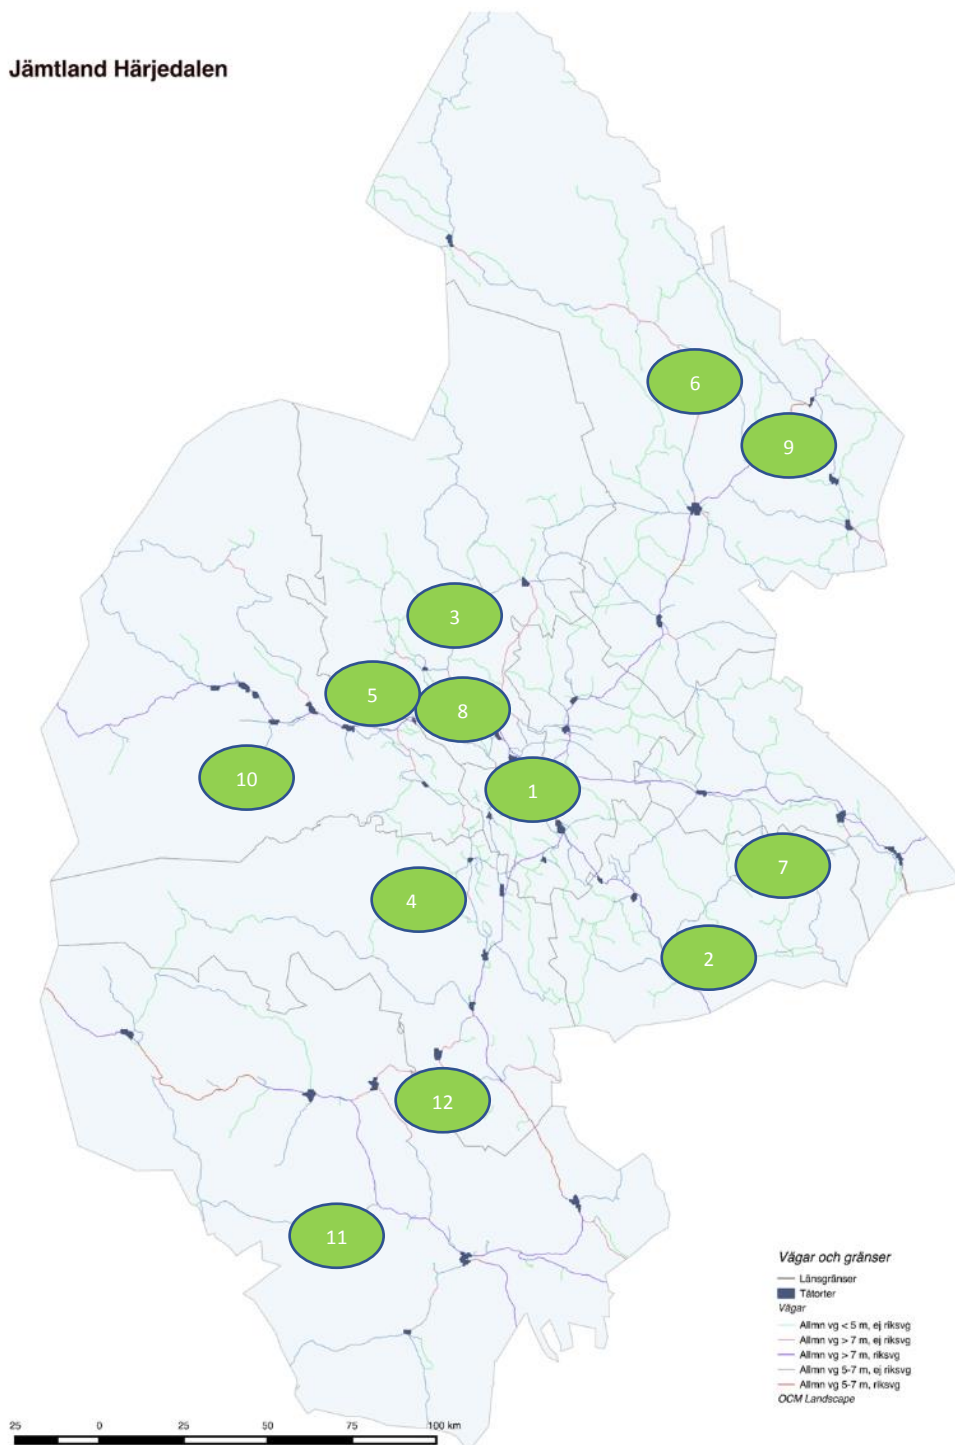 Jämtland Härjedalen
6
9
3
5
8
10
1
7
4
2
12
11
Vägar och gränser
Länsgränser
Tätorter
Vägar
Allmn vg < 5 m, ej riksvg
Allmn vg > 7 m, ej riksvg
Allmn vg > 7 m, riksvg
Allmn vg 5-7 m, ej riksvg
Allmn vg 5-7 m, riksvg
OCM Landscape
25 0 25 50 75 100 km